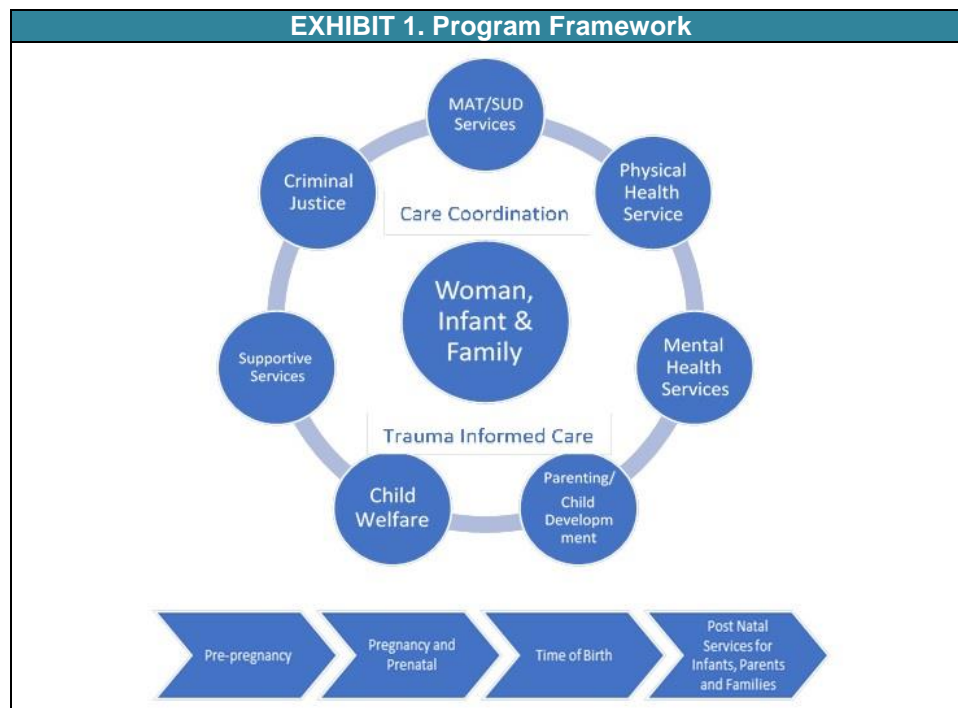 EXHIBIT 1. Program Framework
MAT/SUD
Services
Physical
Health
Service
Criminal
Justice
Care Coordination
Woman,
Infant &
Family
Mental
Health
Services
Supportive
Services
Trauma Informed Care
Parenting/
Child
Developm
ment
Child
Welfare
Pre-pregnancy
Pregnancy and
Prenatal
Time of Birth
Post Natal
Services for
Infants, Parents
and Families